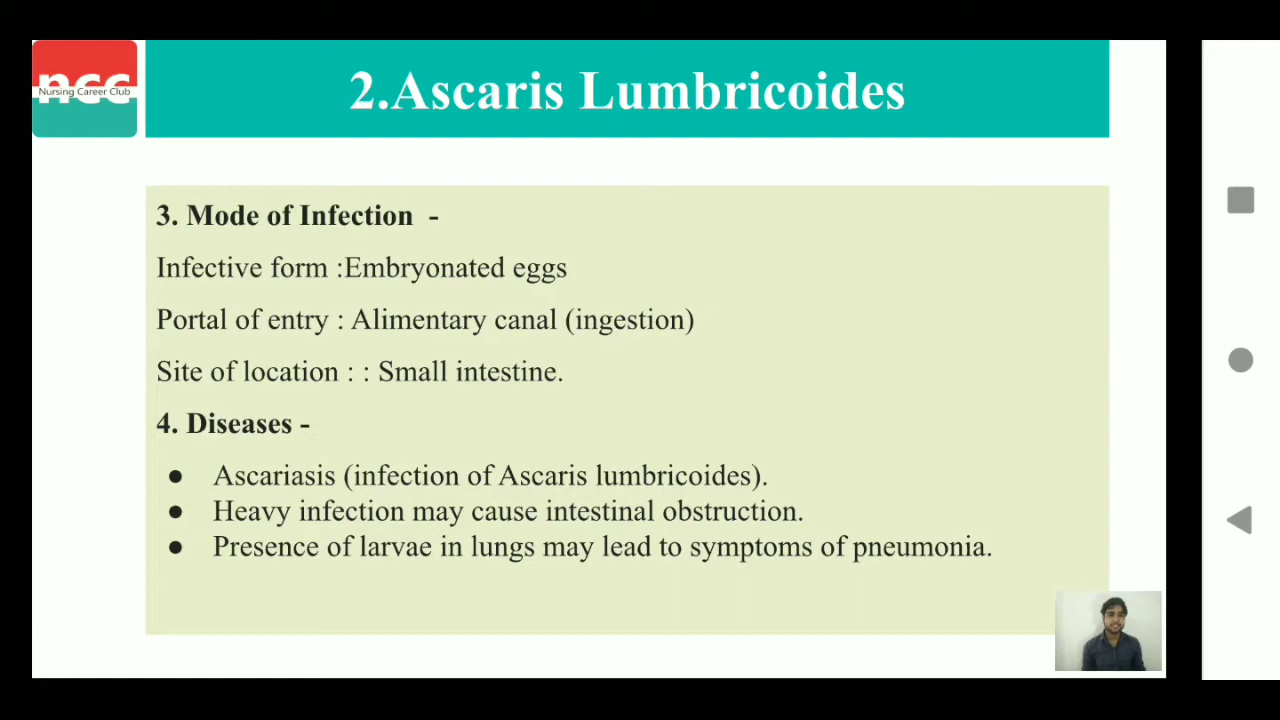 ncc
Nursing Career Club
2.Ascaris Lumbricoides
3. Mode of Infection -
Infective form :Embryonated eggs
Portal of entry : Alimentary canal (ingestion)
Site of location : : Small intestine.
4. Diseases -
● Ascariasis (infection of Ascaris lumbricoides).
● Heavy infection may cause intestinal obstruction.
● Presence of larvae in lungs may lead to symptoms of pneumonia.